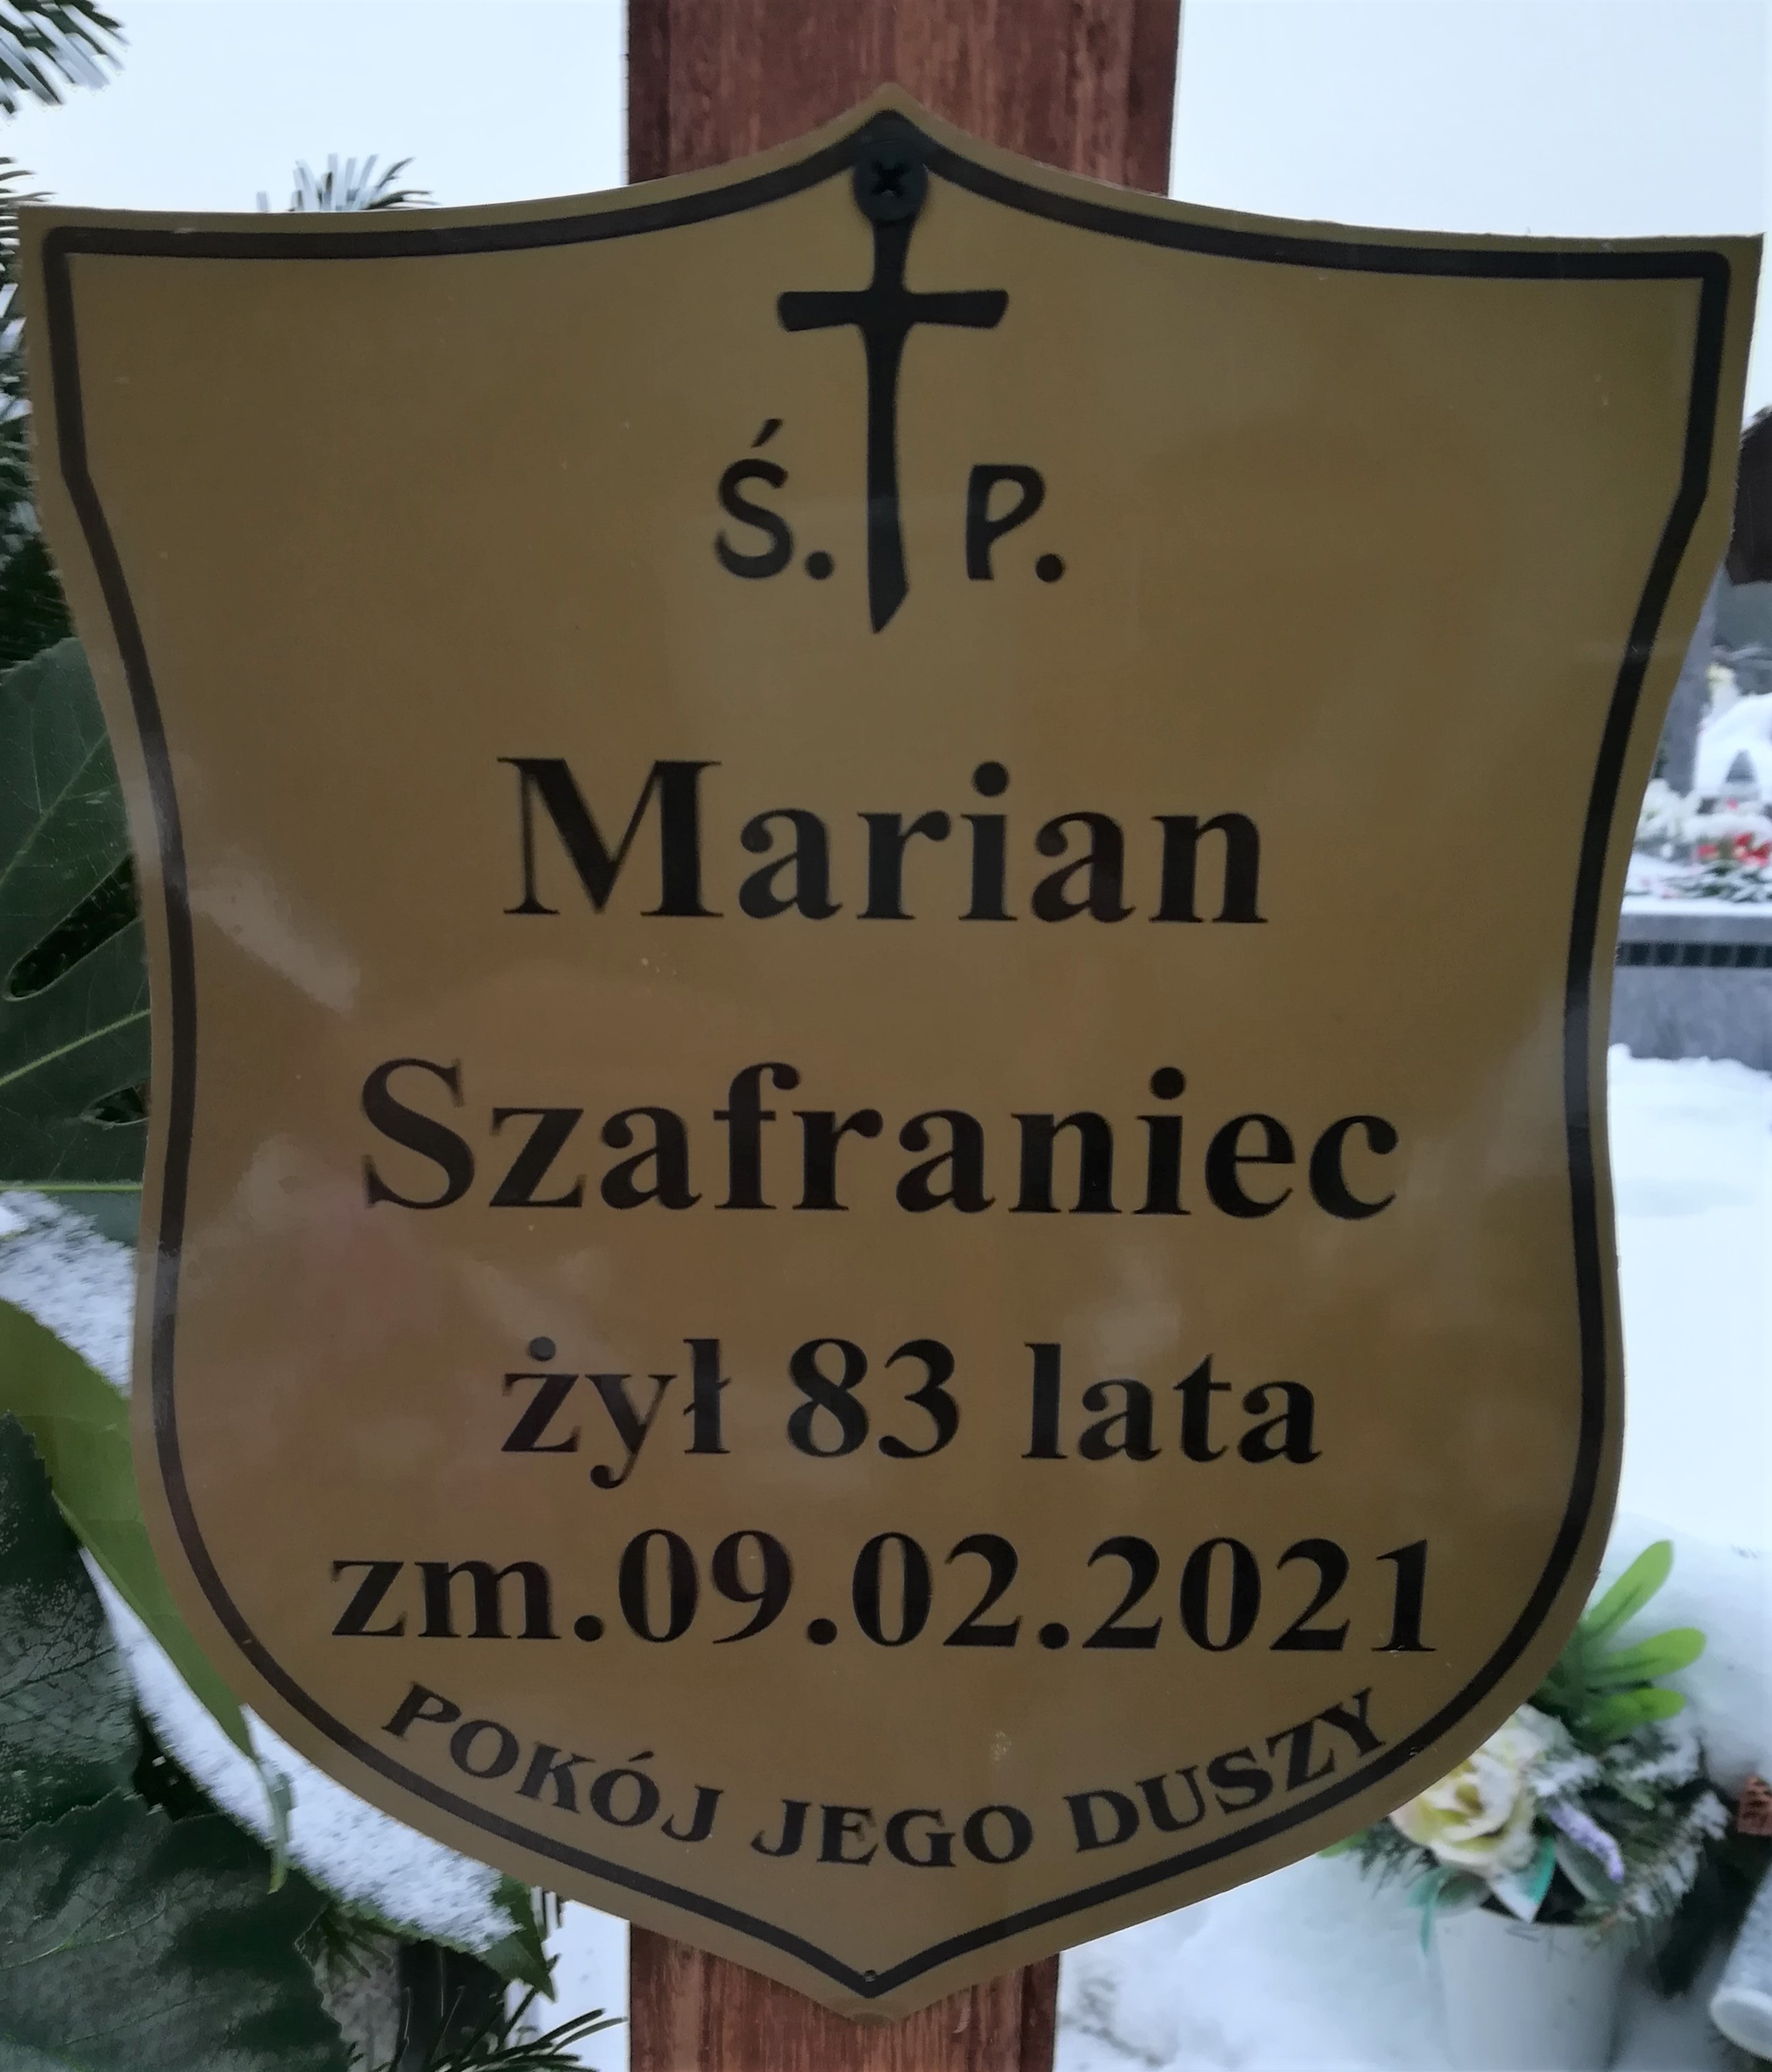 Ś. P.
Marian
Szafraniec
żył 83 lata
zm.09.02.2021
POKÓJ JEGO DUSZY